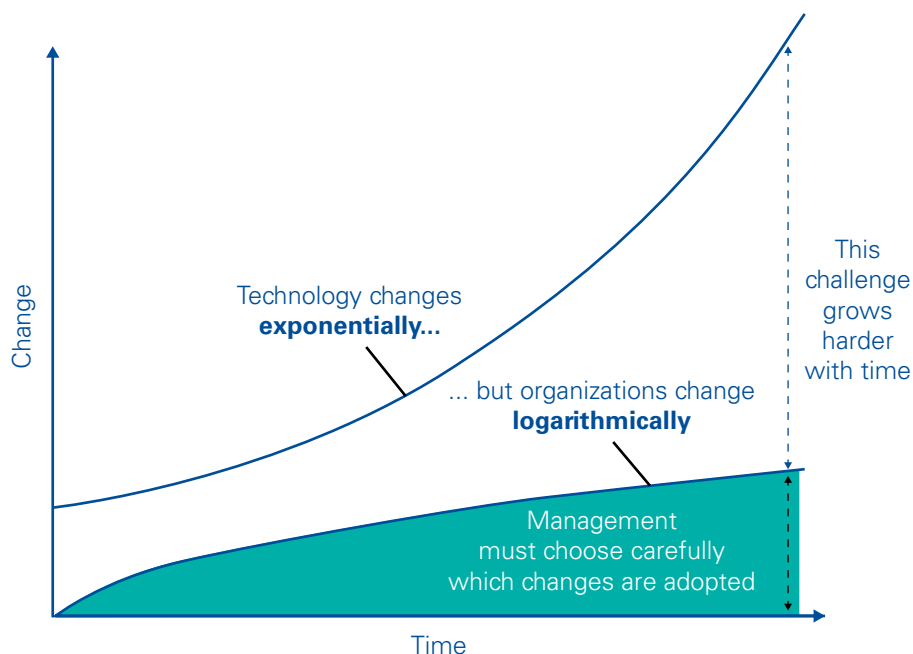 Technology changes
exponentially...
... but organizations change
logarithmically
This
challenge
grows
harder
with time
Management
must choose carefully
which changes are adopted
Change
Time